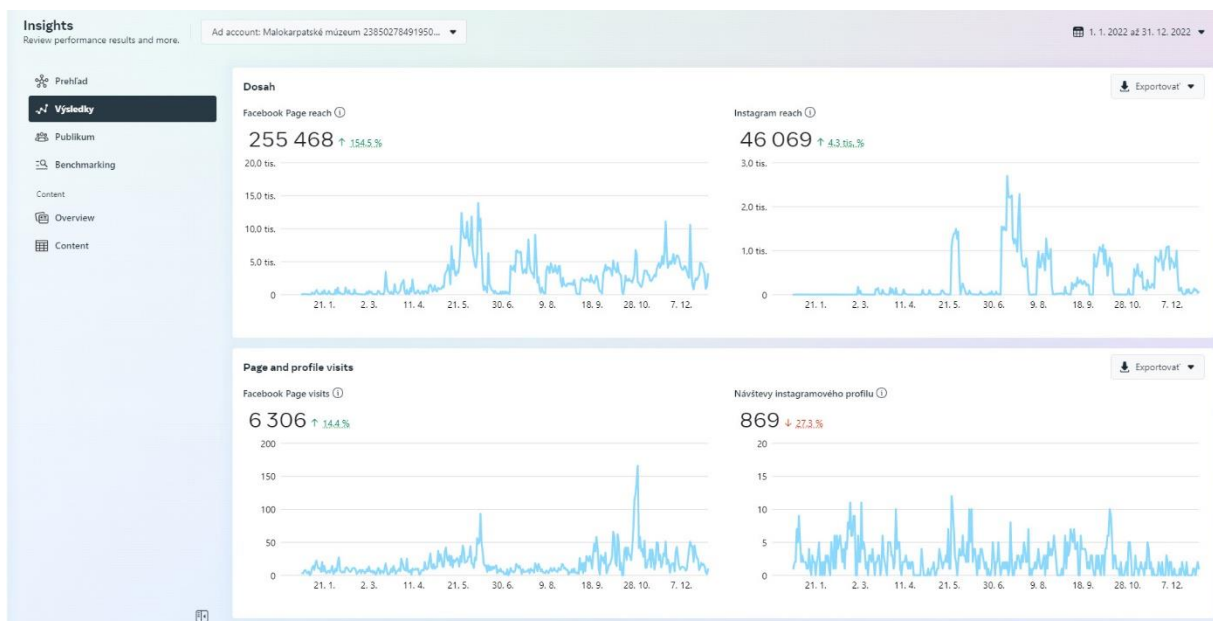 Insights
Review performance results and more.
Ad account: Malokarpatské múzeum 23850278491950...
1. 1. 2022 až 31. 12. 2022
Prehľad
Výsledky
Publikum
Benchmarking
Content
Overview
Content
Dosah
Exportovať
Facebook Page reach
255 468 ↑ 154.5 %
20,0 tis.
15,0 tis.
10,0 tis.
5,0 tis.
0
21. 1. 2. 3. 11. 4. 21. 5. 30. 6. 9. 8. 18. 9. 28. 10. 7. 12.
Instagram reach
46 069 ↑ 4.3 tis. %
3,0 tis.
2,0 tis.
1,0 tis.
0
21. 1. 2. 3. 11. 4. 21. 5. 30. 6. 9. 8. 18. 9. 28. 10. 7. 12.
Page and profile visits
Exportovať
Facebook Page visits
6 306 ↑ 14.4 %
200
150
100
50
0
21. 1. 2. 3. 11. 4. 21. 5. 30. 6. 9. 8. 18. 9. 28. 10. 7. 12.
Návštevy instagramového profilu
869 ↓ 27.3 %
20
15
10
5
0
21. 1. 2. 3. 11. 4. 21. 5. 30. 6. 9. 8. 18. 9. 28. 10. 7. 12.